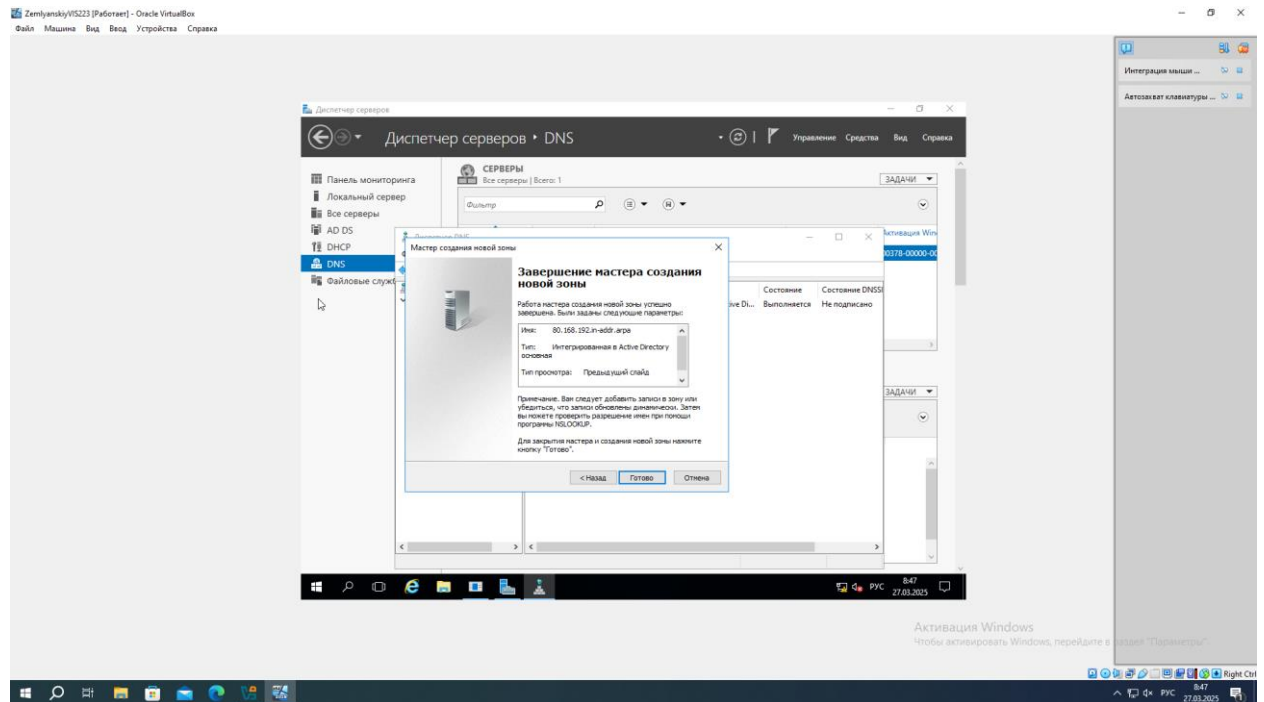 ZemlyanskiyVIS223 [Работает] - Oracle VirtualBox
Файл Машина Вид Ввод Устройства Справка
Интеграция мыши ...
Автозахват клавиатуры ...
Диспетчер серверов
Диспетчер серверов DNS
Управление Средства Вид Справка
Панель мониторинга
Локальный сервер
Все серверы
AD DS
DHCP
DNS
Файловые служ
СЕРВЕРЫ
Все серверы | Всего: 1
ЗАДАЧИ
Фильтр
Активация Win
00378-00000-00
Мастер создания новой зоны
Завершение мастера создания
новой зоны
Работа мастера создания новой зоны успешно
завершена. Были заданы следующие параметры:
Имя: 80.168.192.in-addr.arpa
Тип: Интегрированная в Active Directory
основная
Тип просмотра: Предыдущий слайд
Примечание. Вам следует добавить записи в зону или
убедиться, что записи обновлены динамически. Затем
вы можете проверить разрешение имен при помощи
программы NSLOOKUP.
Для закрытия мастера и создания новой зоны нажмите
кнопку "Готово".
< Назад Готово Отмена
Состояние Состояние DNSSI
ive Di... Выполняется Не подписано
ЗАДАЧИ
РУС 8:47
27.03.2025
Активация Windows
Чтобы активировать Windows, перейдите в раздел "Параметры".
Right Ctrl
РУС 8:47
27.03.2025